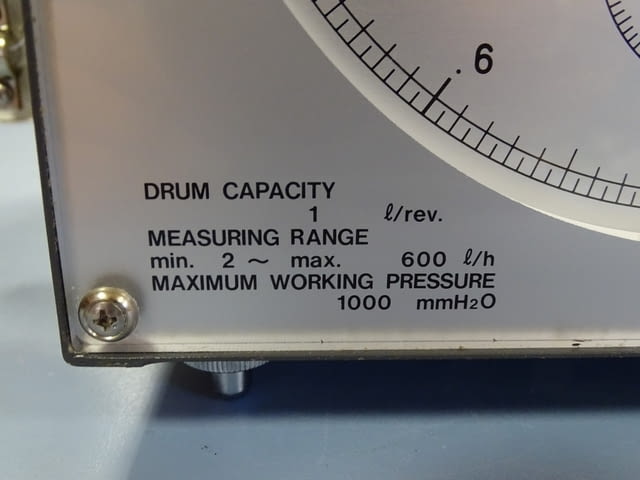 .6
DRUM CAPACITY
1 ℓ/rev.
MEASURING RANGE
min. 2 ~ max. 600 ℓ/h
MAXIMUM WORKING PRESSURE
1000 mmH₂O